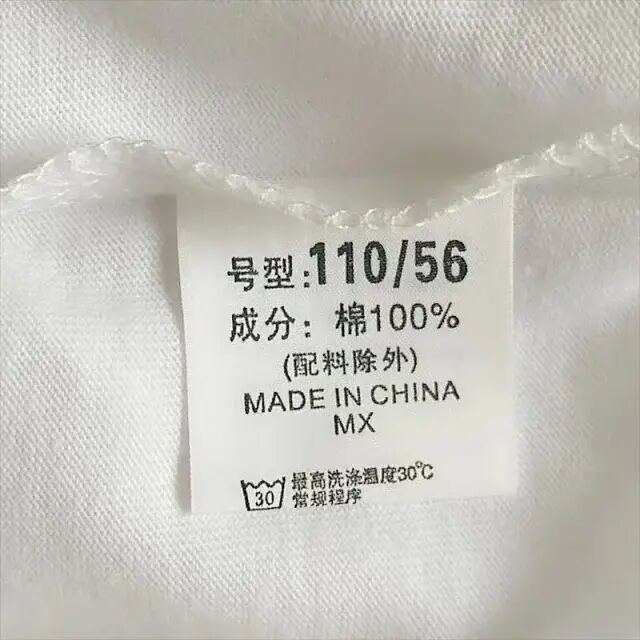 号型:110/56
成分：棉100%
(配料除外)
MADE IN CHINA
MX
30
最高洗涤温度30℃
常规程序